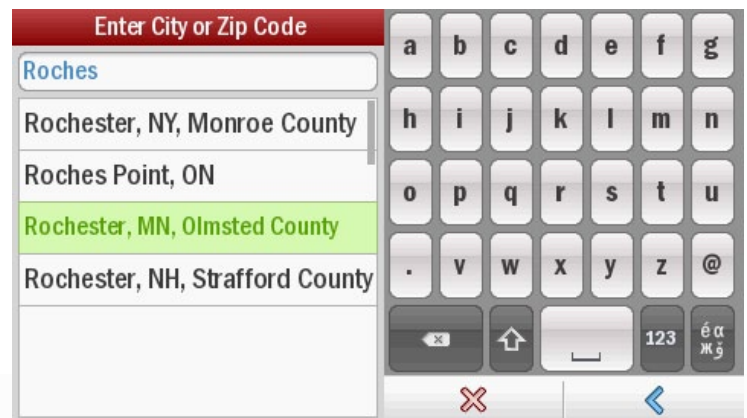 Enter City or Zip Code
Roches
Rochester, NY, Monroe County
Roches Point, ON
Rochester, MN, Olmsted County
Rochester, NH, Strafford County
a b c d e f g
h i j k l m n
o p q r s t u
. v w x y z @
123 é α ж ǯ